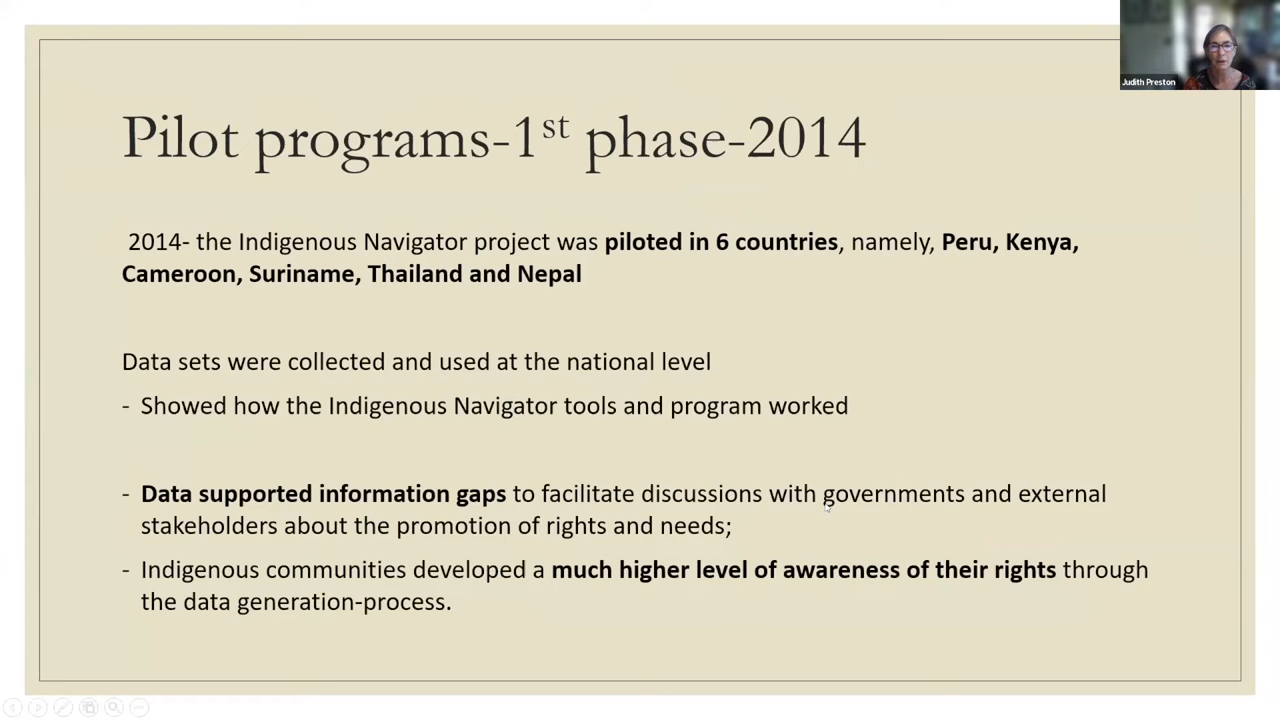 Judith Preston
Pilot programs-1st phase-2014
2014- the Indigenous Navigator project was piloted in 6 countries, namely, Peru, Kenya,
Cameroon, Suriname, Thailand and Nepal
Data sets were collected and used at the national level
- Showed how the Indigenous Navigator tools and program worked
- Data supported information gaps to facilitate discussions with governments and external
stakeholders about the promotion of rights and needs;
- Indigenous communities developed a much higher level of awareness of their rights through
the data generation-process.